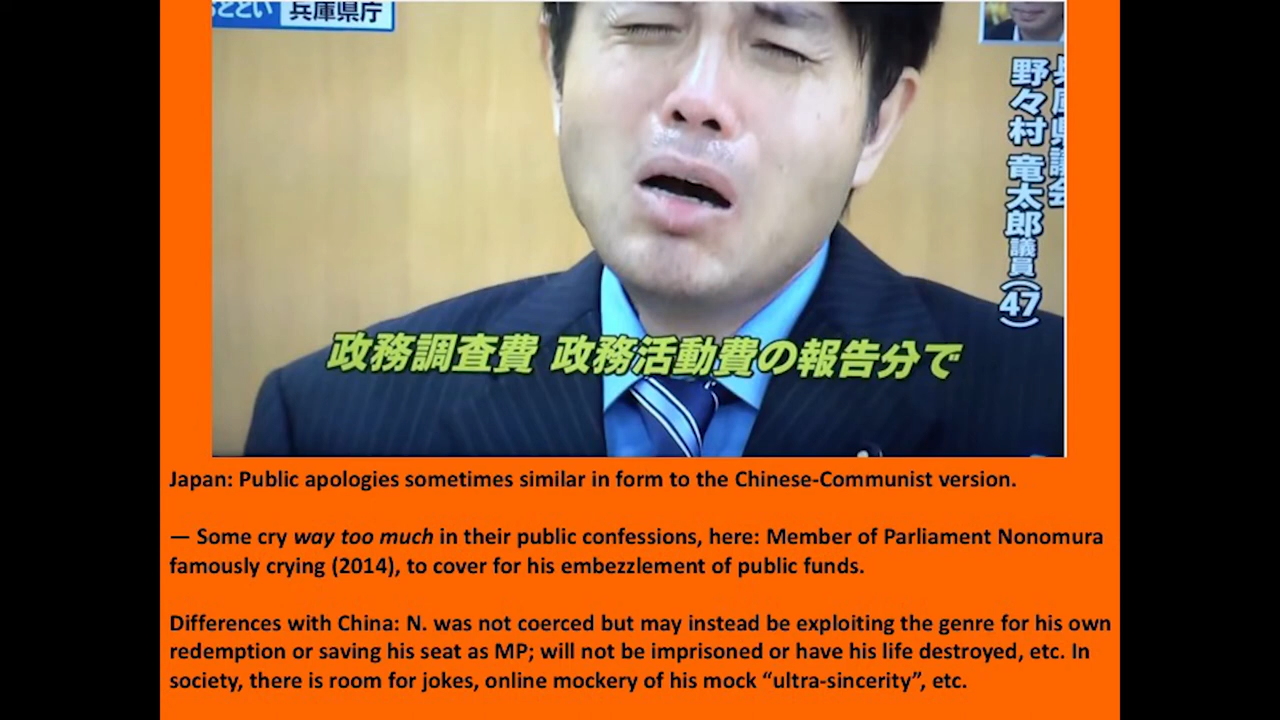 おととい 兵庫県庁
兵庫県議会
野々村 竜太郎 議員(47)
政務調査費 政務活動費の報告分で
Japan: Public apologies sometimes similar in form to the Chinese-Communist version.
— Some cry way too much in their public confessions, here: Member of Parliament Nonomura
famously crying (2014), to cover for his embezzlement of public funds.
Differences with China: N. was not coerced but may instead be exploiting the genre for his own
redemption or saving his seat as MP; will not be imprisoned or have his life destroyed, etc. In
society, there is room for jokes, online mockery of his mock “ultra-sincerity”, etc.